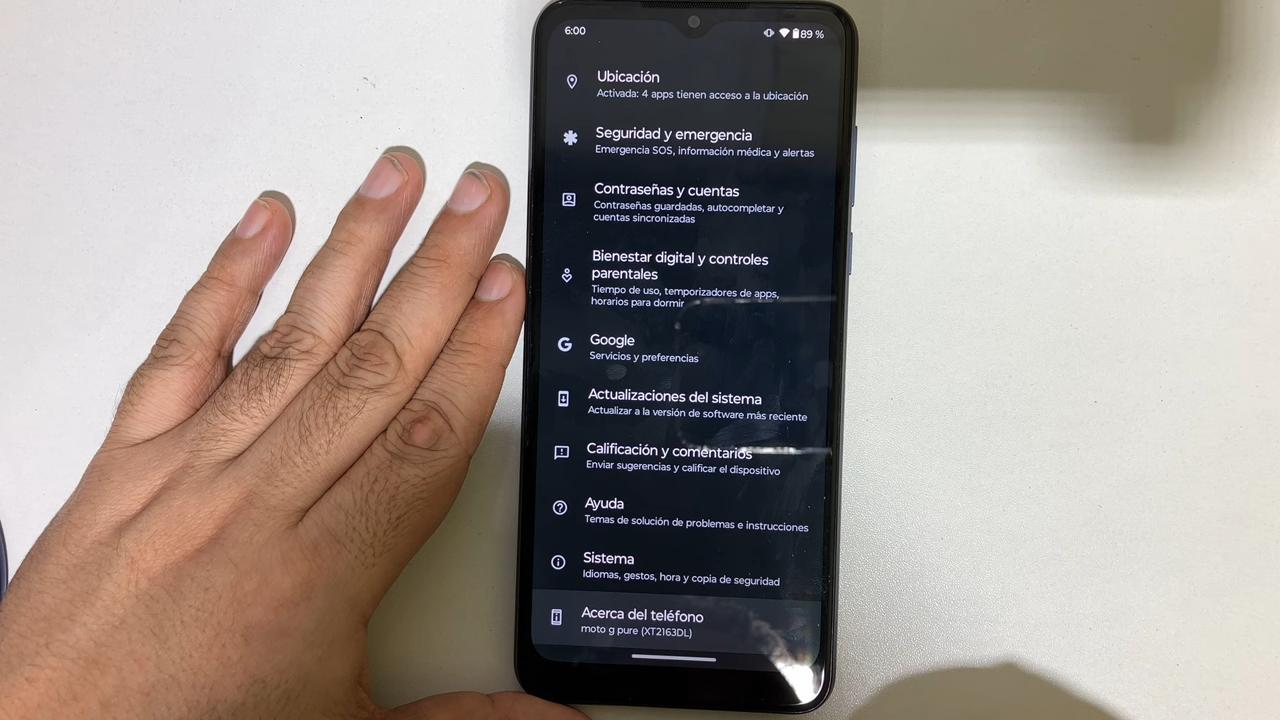 6:00
89 %
Ubicación
Activada: 4 apps tienen acceso a la ubicación
Seguridad y emergencia
Emergencia SOS, información médica y alertas
Contraseñas y cuentas
Contraseñas guardadas, autocompletar y
cuentas sincronizadas
Bienestar digital y controles
parentales
Tiempo de uso, temporizadores de apps,
horarios para dormir
Google
Servicios y preferencias
Actualizaciones del sistema
Actualizar a la versión de software más reciente
Calificación y comentarios
Enviar sugerencias y calificar el dispositivo
Ayuda
Temas de solución de problemas e instrucciones
Sistema
Idiomas, gestos, hora y copia de seguridad
Acerca del teléfono
moto g pure (XT2163DL)